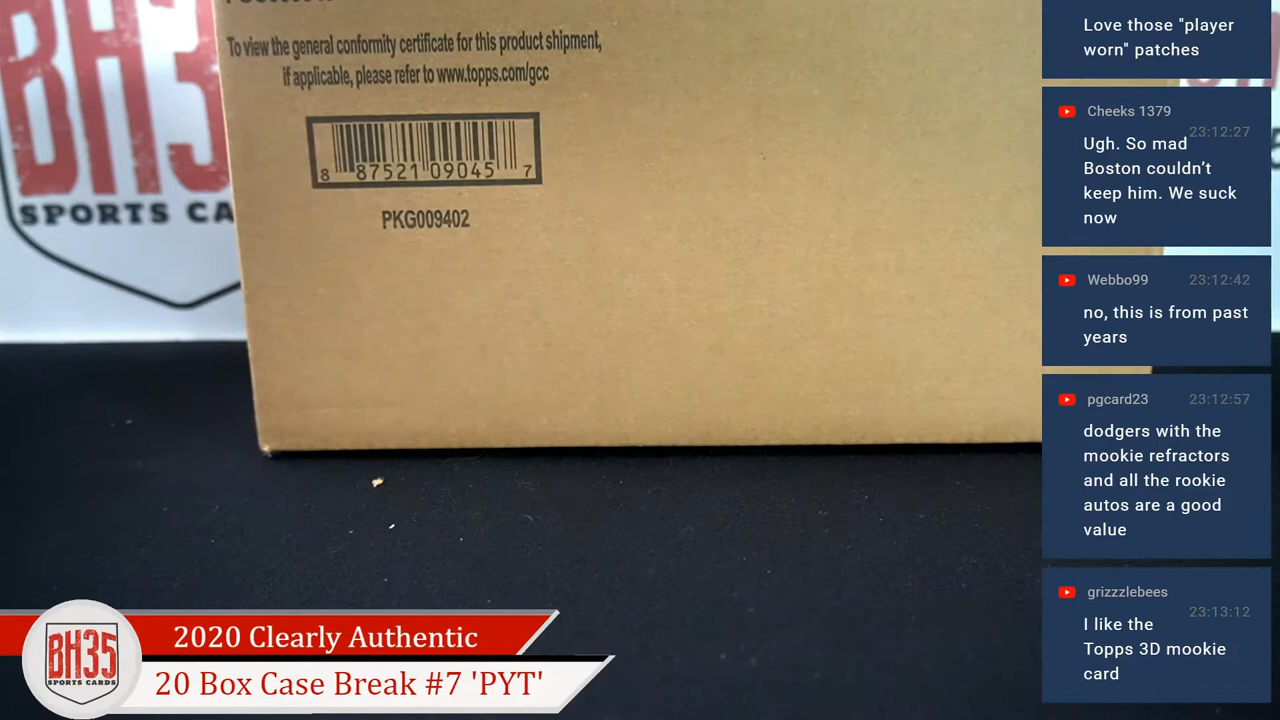 BH35
SPORTS CA
To view the general conformity certificate for this product shipment,
if applicable, please refer to www.topps.com/gcc
8 87521 09045 7
PKG009402
Love those "player
worn" patches
Cheeks 1379
23:12:27
Ugh. So mad
Boston couldn't
keep him. We suck
now
Webbo99 23:12:42
no, this is from past
years
pgcard23 23:12:57
dodgers with the
mookie refractors
and all the rookie
autos are a good
value
grizzzlebees
23:13:12
I like the
Topps 3D mookie
card
BH35
SPORTS CARDS
2020 Clearly Authentic
20 Box Case Break #7 'PYT'